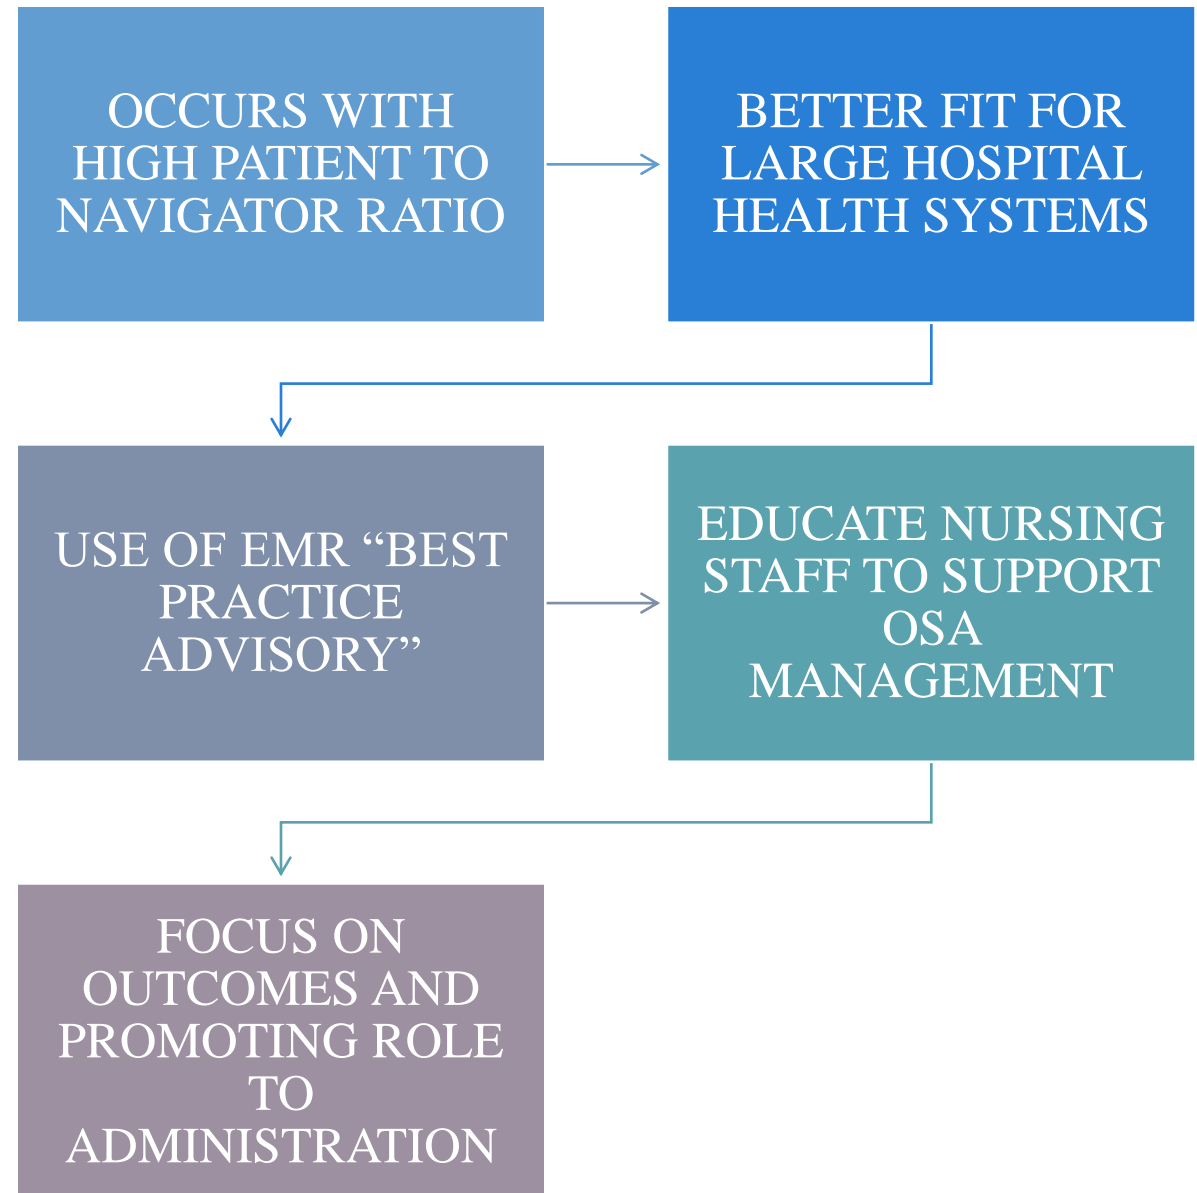 OCCURS WITH
HIGH PATIENT TO
NAVIGATOR RATIO
BETTER FIT FOR
LARGE HOSPITAL
HEALTH SYSTEMS
USE OF EMR “BEST
PRACTICE
ADVISORY”
EDUCATE NURSING
STAFF TO SUPPORT
OSA
MANAGEMENT
FOCUS ON
OUTCOMES AND
PROMOTING ROLE
TO
ADMINISTRATION